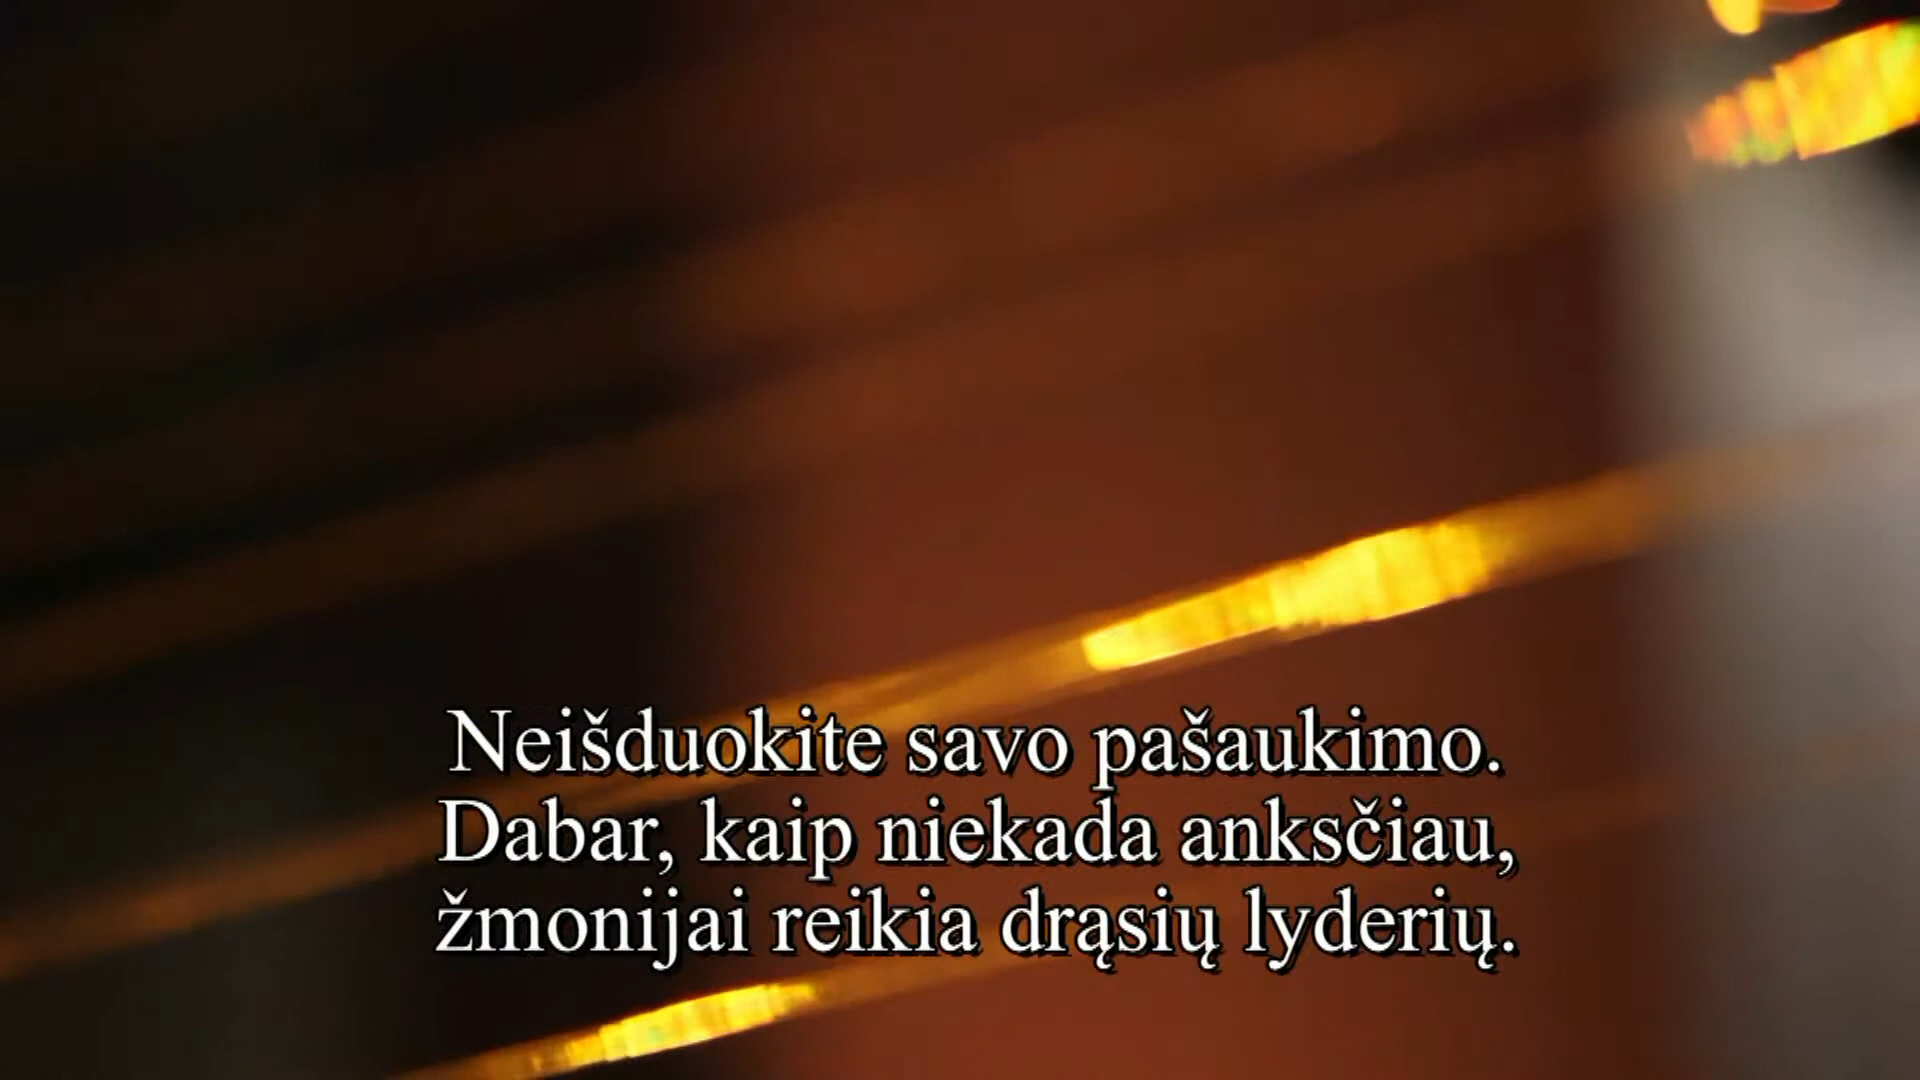 Neišduokite savo pašaukimo.
Dabar, kaip niekada anksčiau,
žmonijai reikia drąsių lyderių.